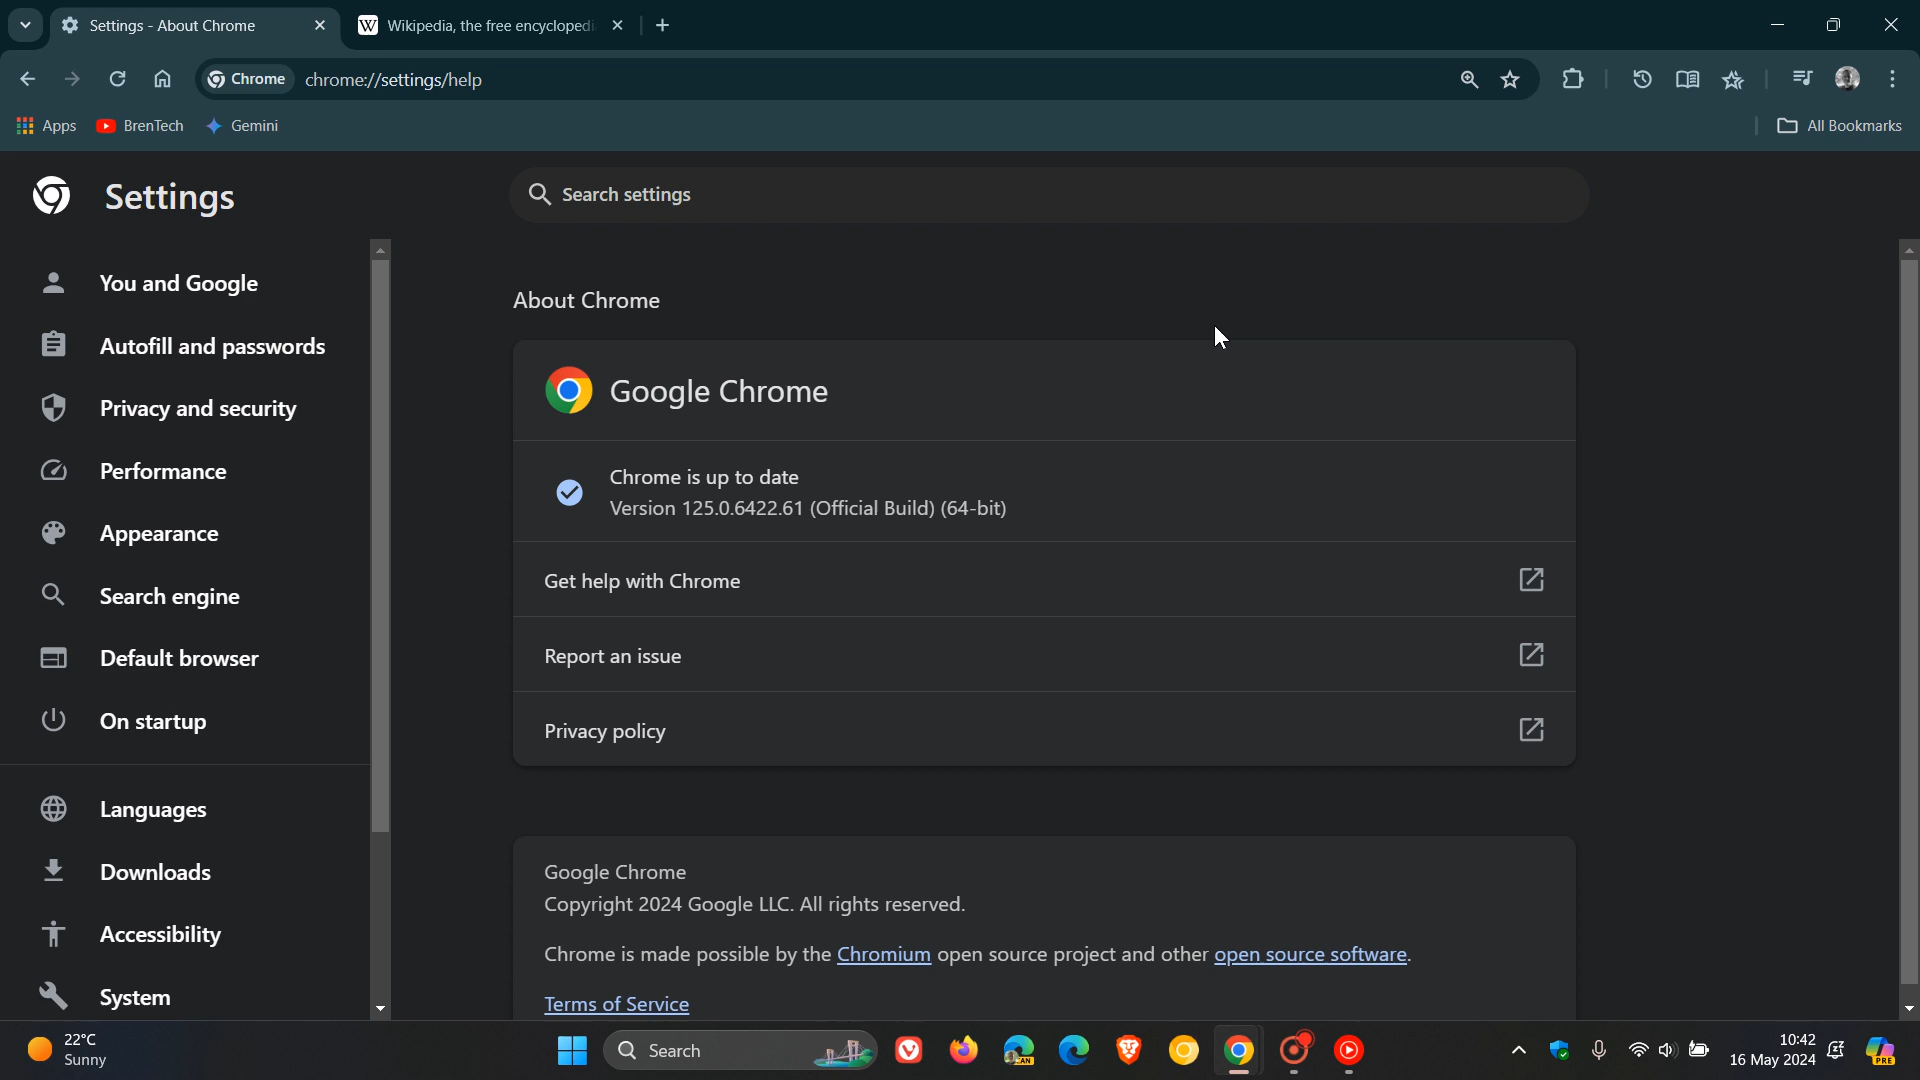 Settings - About Chrome
Wikipedia, the free encycloped
Chrome chrome://settings/help
Apps BrenTech Gemini All Bookmarks
Settings
Search settings
You and Google
Autofill and passwords
Privacy and security
Performance
Appearance
Search engine
Default browser
On startup
Languages
Downloads
Accessibility
System
About Chrome
Google Chrome
Chrome is up to date
Version 125.0.6422.61 (Official Build) (64-bit)
Get help with Chrome
Report an issue
Privacy policy
Google Chrome
Copyright 2024 Google LLC. All rights reserved.
Chrome is made possible by the Chromium open source project and other open source software.
Terms of Service
22°C
Sunny
Search
CAN
10:42
16 May 2024
PRE